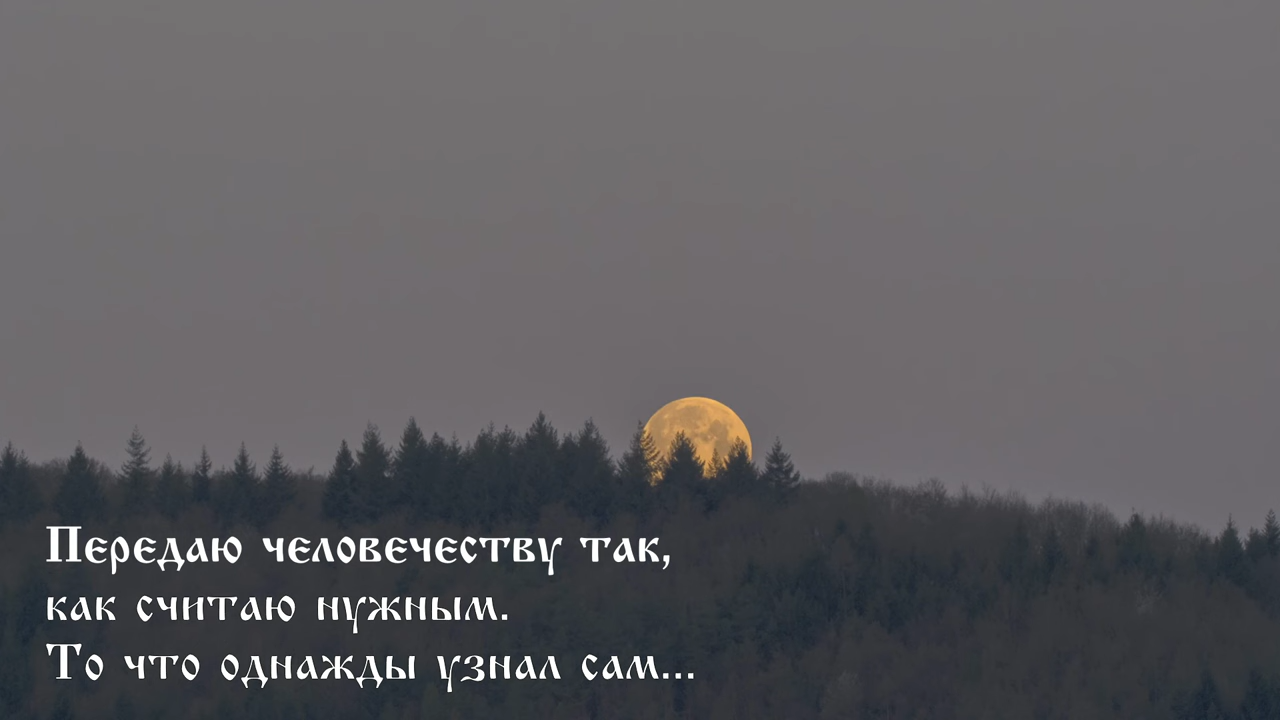 Передаю человечеству так,
как считаю нужным.
То что однажды узнал сам...